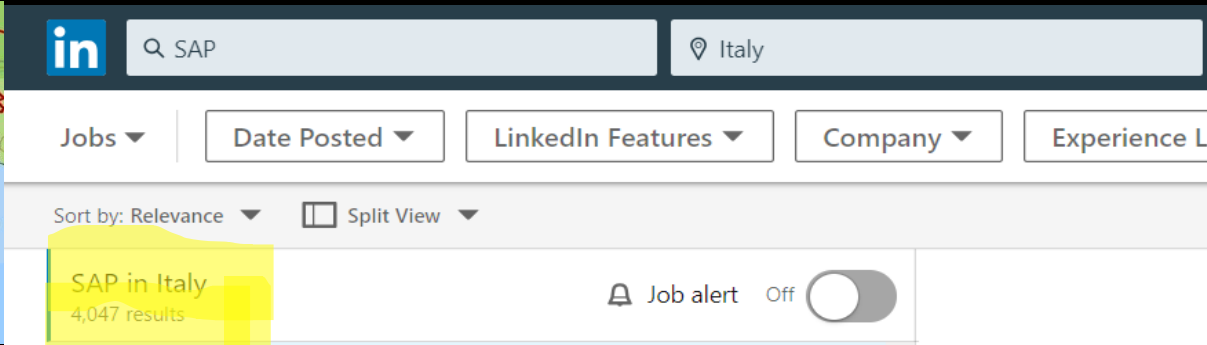 in SAP Italy
Jobs Date Posted LinkedIn Features Company Experience L
Sort by: Relevance Split View
SAP in Italy
4,047 results
Job alert Off